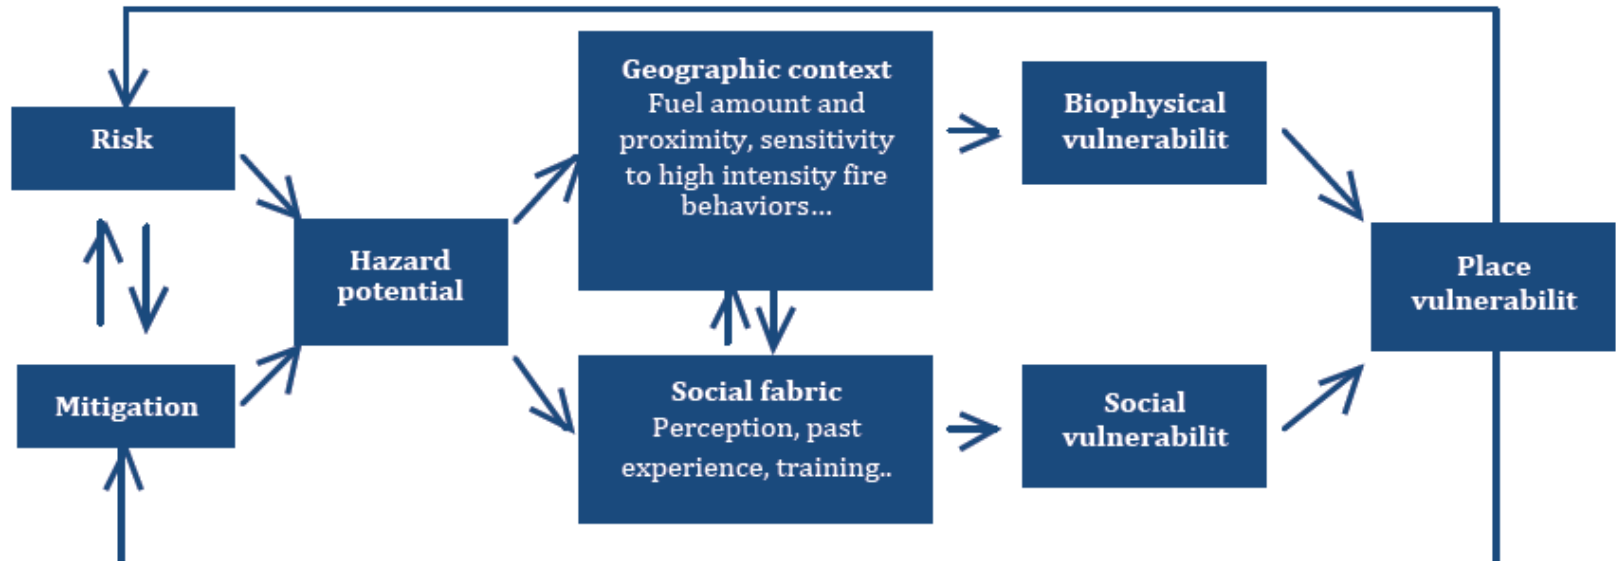 Risk
Mitigation
Hazard
potential
Geographic context
Fuel amount and
proximity, sensitivity
to high intensity fire
behaviors...
Social fabric
Perception, past
experience, training..
Biophysical
vulnerabilit
Social
vulnerabilit
Place
vulnerabilit